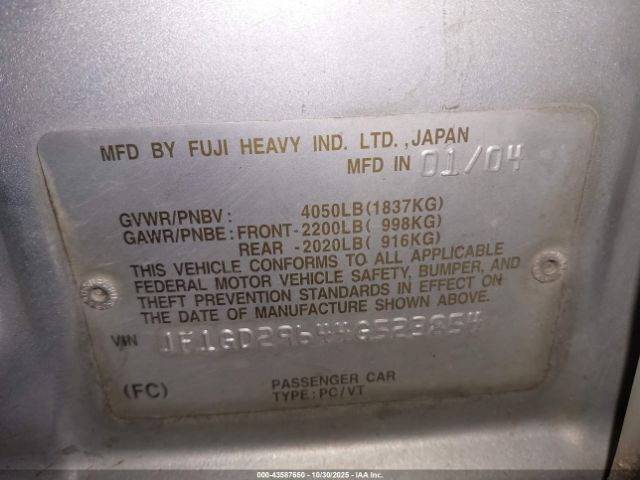 MFD BY FUJI HEAVY IND. LTD., JAPAN
MFD IN 01/04
GVWR/PNBV: 4050LB(1837KG)
GAWR/PNBE: FRONT-2200LB( 998KG)
REAR -2020LB( 916KG)
THIS VEHICLE CONFORMS TO ALL APPLICABLE
FEDERAL MOTOR VEHICLE SAFETY, BUMPER, AND
THEFT PREVENTION STANDARDS IN EFFECT ON
THE DATE OF MANUFACTURE SHOWN ABOVE.
VIN
(FC)
PASSENGER CAR
TYPE: PC/VT
000-43587650 - 10/30/2025 - IAA Inc.